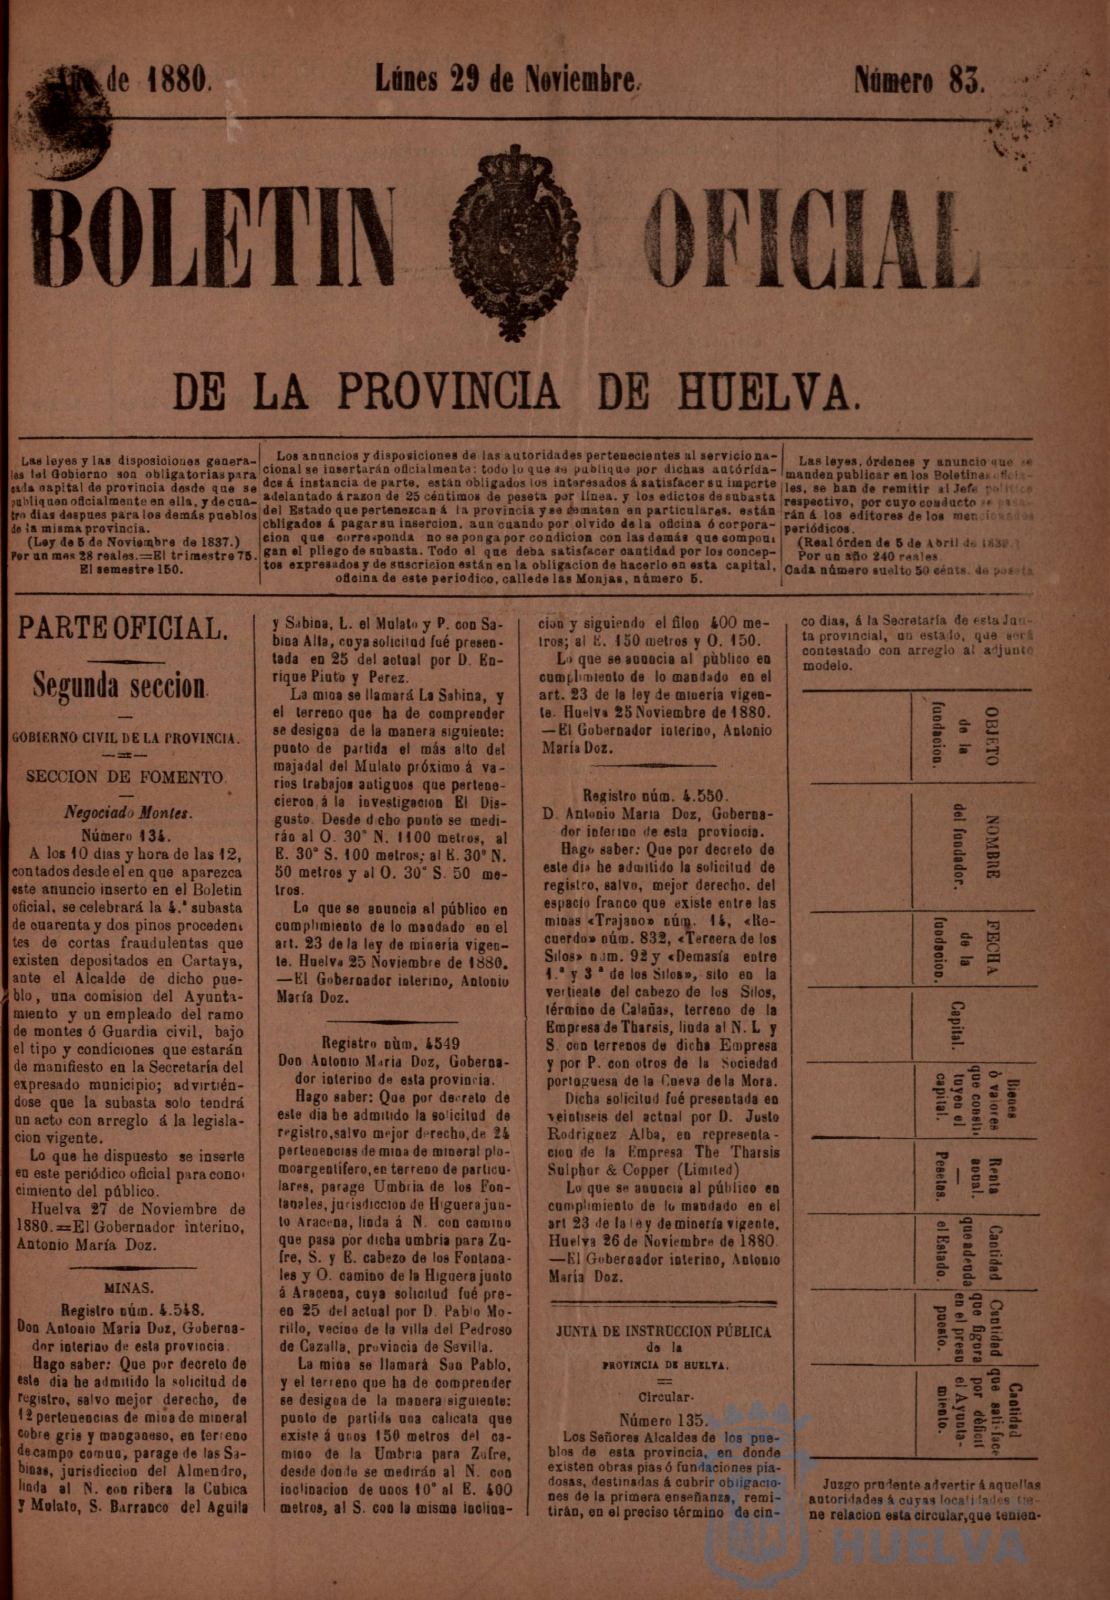 de 1880.
Lúnes 29 de Noviembre.
Número 83.
BOLETIN OFICIAL
DE LA PROVINCIA DE HUELVA.
Las leyes y las disposiciones genera-
les del Gobierno son obligatorias para
cada capital de provincia desde que se
publiquen oficialmente en ella, y de cua-
tro dias despues para los demás pueblos
de la misma provincia.
(Ley de 5 de Noviembre de 1837.)
Por un mes 28 reales.=El trimestre 75.
El semestre 150.
Los anuncios y disposiciones de las autoridades pertenecientes al servicio na-
cional se insertarán oficialmente: todo lo que se publique por dichas autórida-
des á instancia de parte, están obligados los interesados á satisfacer su importe
adelantado á razon de 25 céntimos de peseta por línea. y los edictos de subasta
del Estado que pertenezcan á la provincia y se rematen en particulares. están
obligados á pagar su insercion, aun cuando por olvido de la oficina ó corpora-
cion que corresponda no se ponga por condicion con las demás que compon-
gan el pliego de subasta. Todo el que deba satisfacer cantidad por los concep-
tos expresados y de suscricion están en la obligacion de hacerlo en esta capital,
oficina de este periodico, calle de las Monjas, número 5.
Las leyes, órdenes y anuncio que se
manden publicar en los Boletines oficia-
les, se han de remitir al Jefe político
respectivo, por cuyo conducto se pasa-
rán á los editores de los mencionados
periódicos.
(Real órden de 5 de Abril de
Por un año 240 reales
Cada número suelto 50 cénts. de peseta
PARTE OFICIAL.
Segunda seccion.
GOBIERNO CIVIL DE LA PROVINCIA.
SECCION DE FOMENTO.
Negociado Montes.
Número 134.
A los 10 dias y hora de las 12,
contados desde el en que aparezca
este anuncio inserto en el Boletin
oficial, se celebrará la 4.ª subasta
de cuarenta y dos pinos proceden-
tes de cortas fraudulentas que
existen depositados en Cartaya,
ante el Alcalde de dicho pue-
blo, una comision del Ayunta-
miento y un empleado del ramo
de montes ó Guardia civil, bajo
el tipo y condiciones que estarán
de manifiesto en la Secretaría del
expresado municipio; advirtién-
dose que la subasta solo tendrá
un acto con arreglo á la legisla-
cion vigente.
Lo que he dispuesto se inserte
en este periódico oficial para cono-
cimiento del público.
Huelva 27 de Noviembre de
1880.=El Gobernador interino,
Antonio María Doz.
MINAS.
Registro núm. 4.548.
Don Antonio Maria Doz, Goberna-
dor interino de esta provincia.
Hago saber: Que por decreto de
este dia he admitido la solicitud de
registro, salvo mejor derecho, de
12 pertenencias de mina de mineral
cobre gris y manganeso, en terreno
de campo comun, parage de las Sa-
binas, jurisdiccion del Almendro,
linda al N. con ribera la Cubica
y Mulato, S. Barranco del Aguila
y Sabina, L. el Mulato y P. con Sa-
bina Alta, cuya solicitud fué presen-
tada en 25 del actual por D. En-
rique Pinto y Perez.
La mina se llamará La Sabina, y
el terreno que ha de comprender
se designa de la manera siguiente:
punto de partida el más alto del
majadal del Mulato próximo á va-
rios trabajos antiguos que pertene-
cieron á la investigacion El Dis-
gusto. Desde dicho punto se medi-
rán al O. 30° N. 1100 metros, al
E. 30° S. 100 metros; al E. 30° N.
50 metros y al O. 30° S. 50 me-
tros.
Lo que se anuncia al público en
cumplimiento de lo mandado en el
art. 23 de la ley de minería vigen-
te. Huelva 25 Noviembre de 1880.
—El Gobernador interino, Antonio
María Doz.
Registro núm. 4549
Don Antonio Maria Doz, Goberna-
dor interino de esta provincia.
Hago saber: Que por decreto de
este dia he admitido la solicitud de
registro, salvo mejor derecho, de 24
pertenencias de mina de mineral plo-
moargentífero, en terreno de particu-
lares, parage Umbria de los Fon-
tanales, jurisdiccion de Higuera jun-
to Aracena, linda á N. con camino
que pasa por dicha umbria para Zu-
fre, S. y E. cabezo de los Fontana-
les y O. camino de la Higuera junto
á Aracena, cuya solicitud fué pre-
en 25 del actual por D. Pablo Mo-
rillo, vecino de la villa del Pedroso
de Cazalla, provincia de Sevilla.
La mina se llamará San Pablo,
y el terreno que ha de comprender
se designa de la manera siguiente:
punto de partida una calicata que
existe á unos 150 metros del ca-
mino de la Umbria para Zufre,
desde donde se medirán al N. con
inclinacion de unos 10° al E. 400
metros, al S. con la misma inclina-
cion y siguiendo el filon 400 me-
tros; al E. 150 metros y O. 150.
Lo que se anuncia al público en
cumplimiento de lo mandado en el
art. 23 de la ley de minería vigen-
te. Huelva 25 Noviembre de 1880.
—El Gobernador interino, Antonio
María Doz.
Registro núm. 4.550.
D. Antonio Maria Doz, Goberna-
dor interino de esta provincia.
Hago saber: Que por decreto de
este dia he admitido la solicitud de
registro, salvo, mejor derecho. del
espacio franco que existe entre las
minas «Trajano» núm. 14, «Re-
cuerdo» núm. 832, «Tercera de los
Silos» núm. 92 y «Demasía entre
1.ª y 3 ª de los Silos», sito en la
vertiente del cabezo de los Silos,
término de Calañas, terreno de la
Empresa de Tharsis, linda al N. L y
S. con terrenos de dicha Empresa
y por P. con otros de la Sociedad
portuguesa de la Cueva de la Mora.
Dicha solicitud fué presentada en
veintiseis del actual por D. Justo
Rodriguez Alba, en representa-
cion de la Empresa The Tharsis
Sulphur & Copper (Limited)
Lo que se anuncia al público en
cumplimiento de lo mandado en el
art 23 de la ley de minería vigente.
Huelva 26 de Noviembre de 1880.
—El Gobernador interino, Antonio
María Doz.
JUNTA DE INSTRUCCION PÚBLICA
de la
PROVINCIA DE HUELVA.
Circular.
Número 135.
Los Señores Alcaldes de los pue-
blos de esta provincia, en donde
existen obras pias ó fundaciones pia-
dosas, destinadas á cubrir obligacio-
nes de la primera enseñanza, remi-
tirán, en el preciso término de cin-
co dias, á la Secretaría de esta Jun-
ta provincial, un estado, que será
contestado con arreglo al adjunto
modelo.
OBJETO
de la
fundacion.
NOMBRE
del fundador.
FECHA
de la
fundacion.
Capital.
Bienes
ó valores
que consti-
tuyen el
capital.
Renta
anual.
—
Pesetas.
Cantidad
que adeuda
el Estado.
Cantidad
que figura
en el presu
puesto.
Cantidad
que satisface
por déficit
el Ayunta-
miento.
Juzgo prudente advertir á aquellas
autoridades á cuyas localidades tie-
ne relacion esta circular, que tenien-
HUELVA